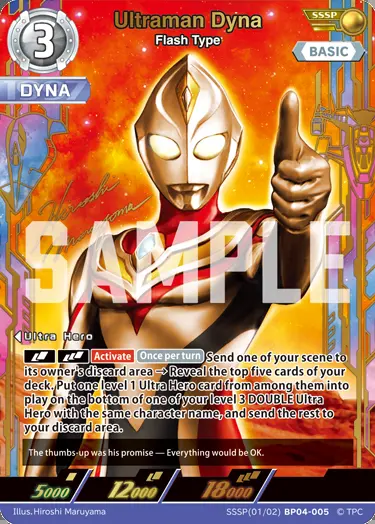 Ultraman Dyna
Flash Type
3
SSSP
BASIC
DYNA
Hiroshi
Maruyama
SAMPLE
Ultra Hero
Activate Once per turn Send one of your scene to
its owner's discard area → Reveal the top five cards of your
deck. Put one level 1 Ultra Hero card from among them into
play on the bottom of one of your level 3 DOUBLE Ultra
Hero with the same character name, and send the rest to
your discard area.
The thumbs-up was his promise — Everything would be OK.
5000 12000 18000
Illus.Hiroshi Maruyama SSSP(01/02) BP04-005 © TPC